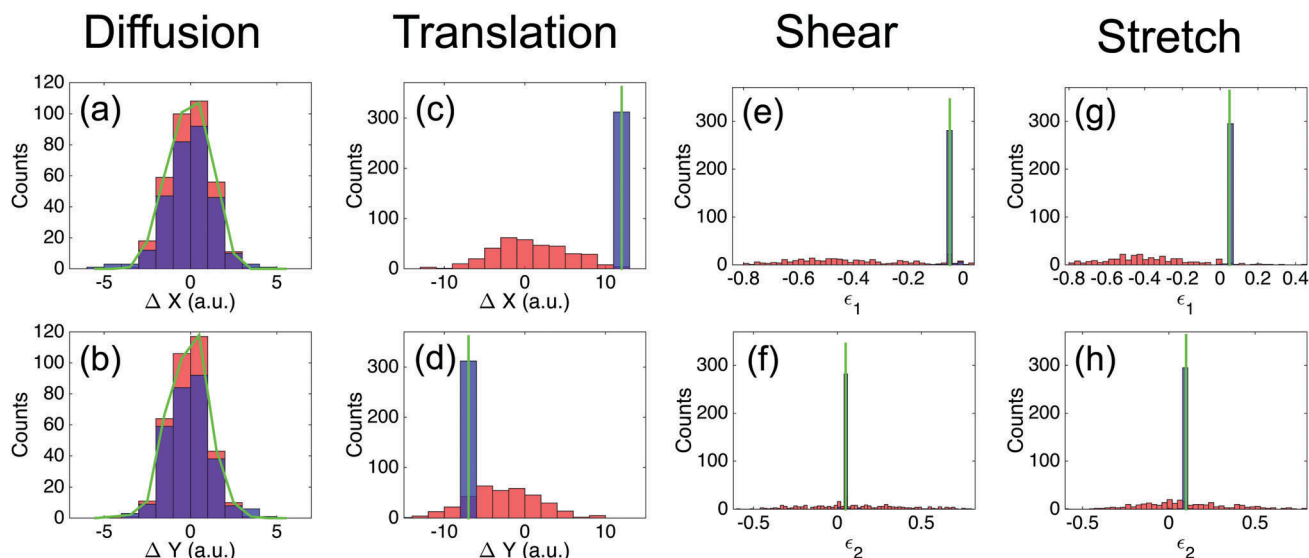 Diffusion
Translation
Shear
Stretch
(a)
Counts
120
100
80
60
40
20
0
-5
0
5
Δ X (a.u.)
(c)
Counts
300
200
100
0
-10
0
10
Δ X (a.u.)
(e)
Counts
300
200
100
0
-0.8
-0.6
-0.4
-0.2
0
ϵ1
(g)
Counts
300
200
100
0
-0.8
-0.6
-0.4
-0.2
0
0.2
0.4
ϵ1
(b)
Counts
120
100
80
60
40
20
0
-5
0
5
Δ Y (a.u.)
(d)
Counts
300
200
100
0
-10
0
10
Δ Y (a.u.)
(f)
Counts
300
200
100
0
-0.5
0
0.5
ϵ2
(h)
Counts
300
200
100
0
-0.5
0
0.5
ϵ2